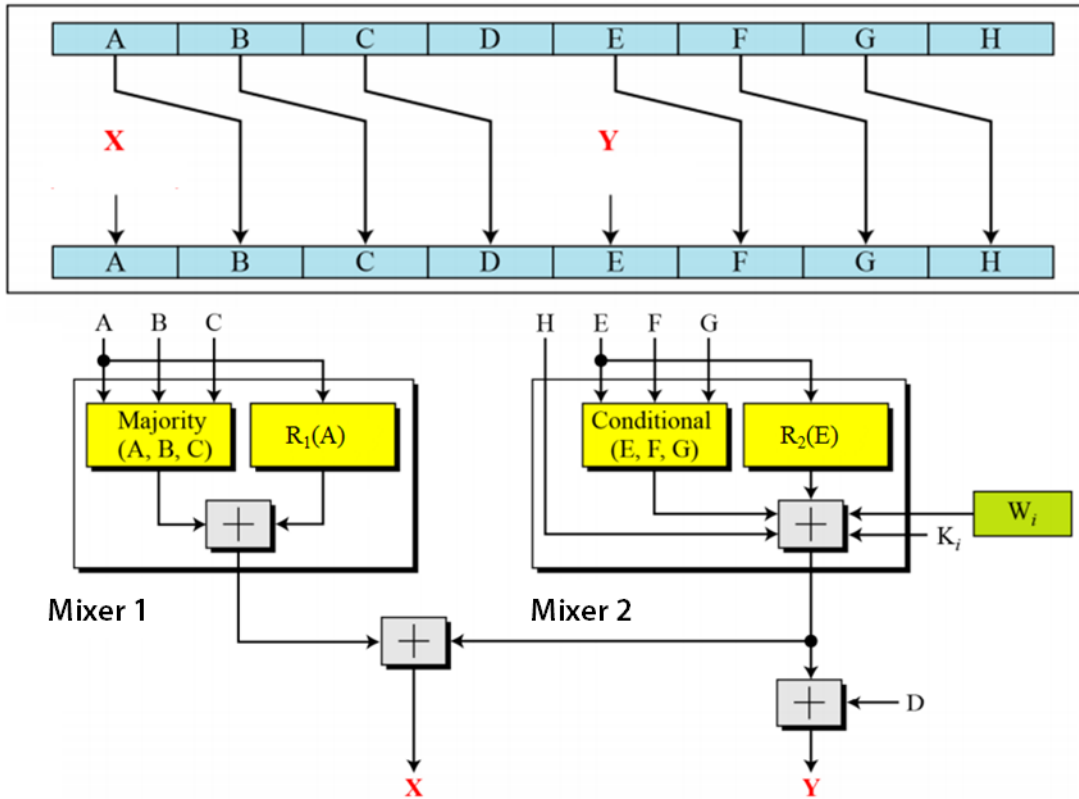 A B C D E F G H
X Y
A B C D E F G H
A B C H E F G
Majority
(A, B, C)
R₁(A)
Conditional
(E, F, G)
R₂(E)
+
+
Wᵢ
Kᵢ
Mixer 1
Mixer 2
+
+
D
X
Y